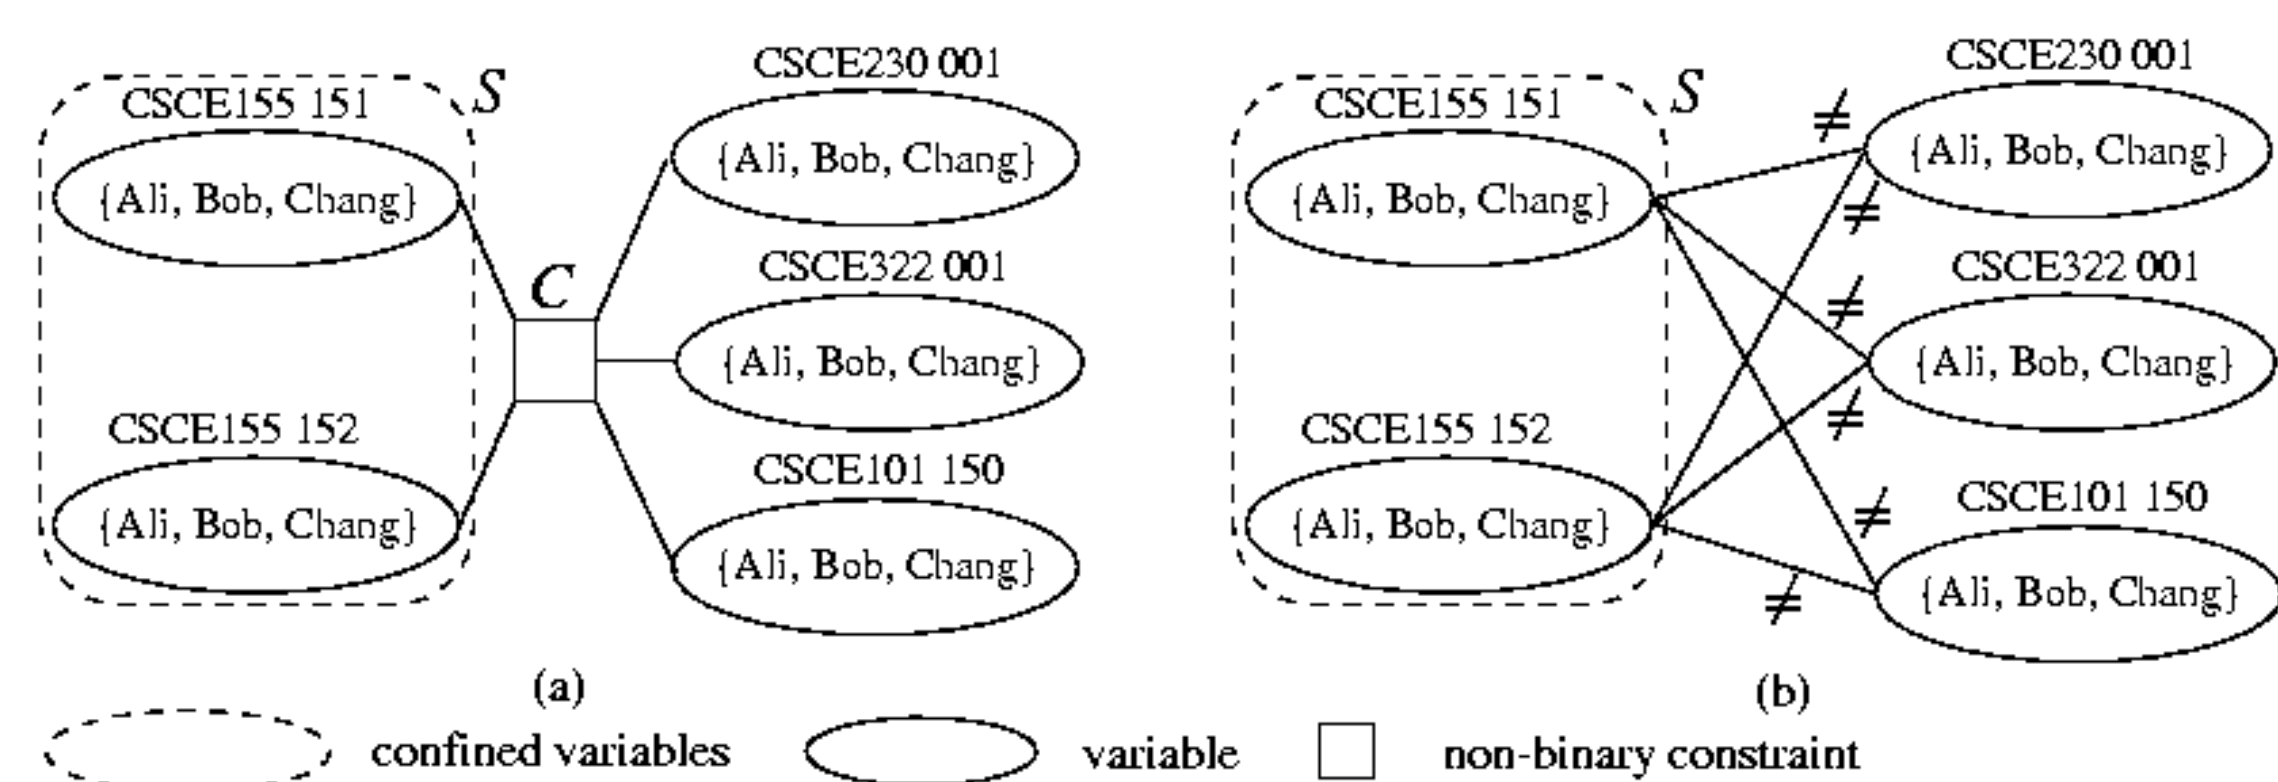 CSCE155 151
S
{Ali, Bob, Chang}
CSCE155 152
{Ali, Bob, Chang}
C
CSCE230 001
{Ali, Bob, Chang}
CSCE322 001
{Ali, Bob, Chang}
CSCE101 150
{Ali, Bob, Chang}
(a)
CSCE155 151
S
{Ali, Bob, Chang}
CSCE155 152
{Ali, Bob, Chang}
≠
≠
≠
≠
≠
≠
CSCE230 001
{Ali, Bob, Chang}
CSCE322 001
{Ali, Bob, Chang}
CSCE101 150
{Ali, Bob, Chang}
(b)
confined variables
variable
non-binary constraint